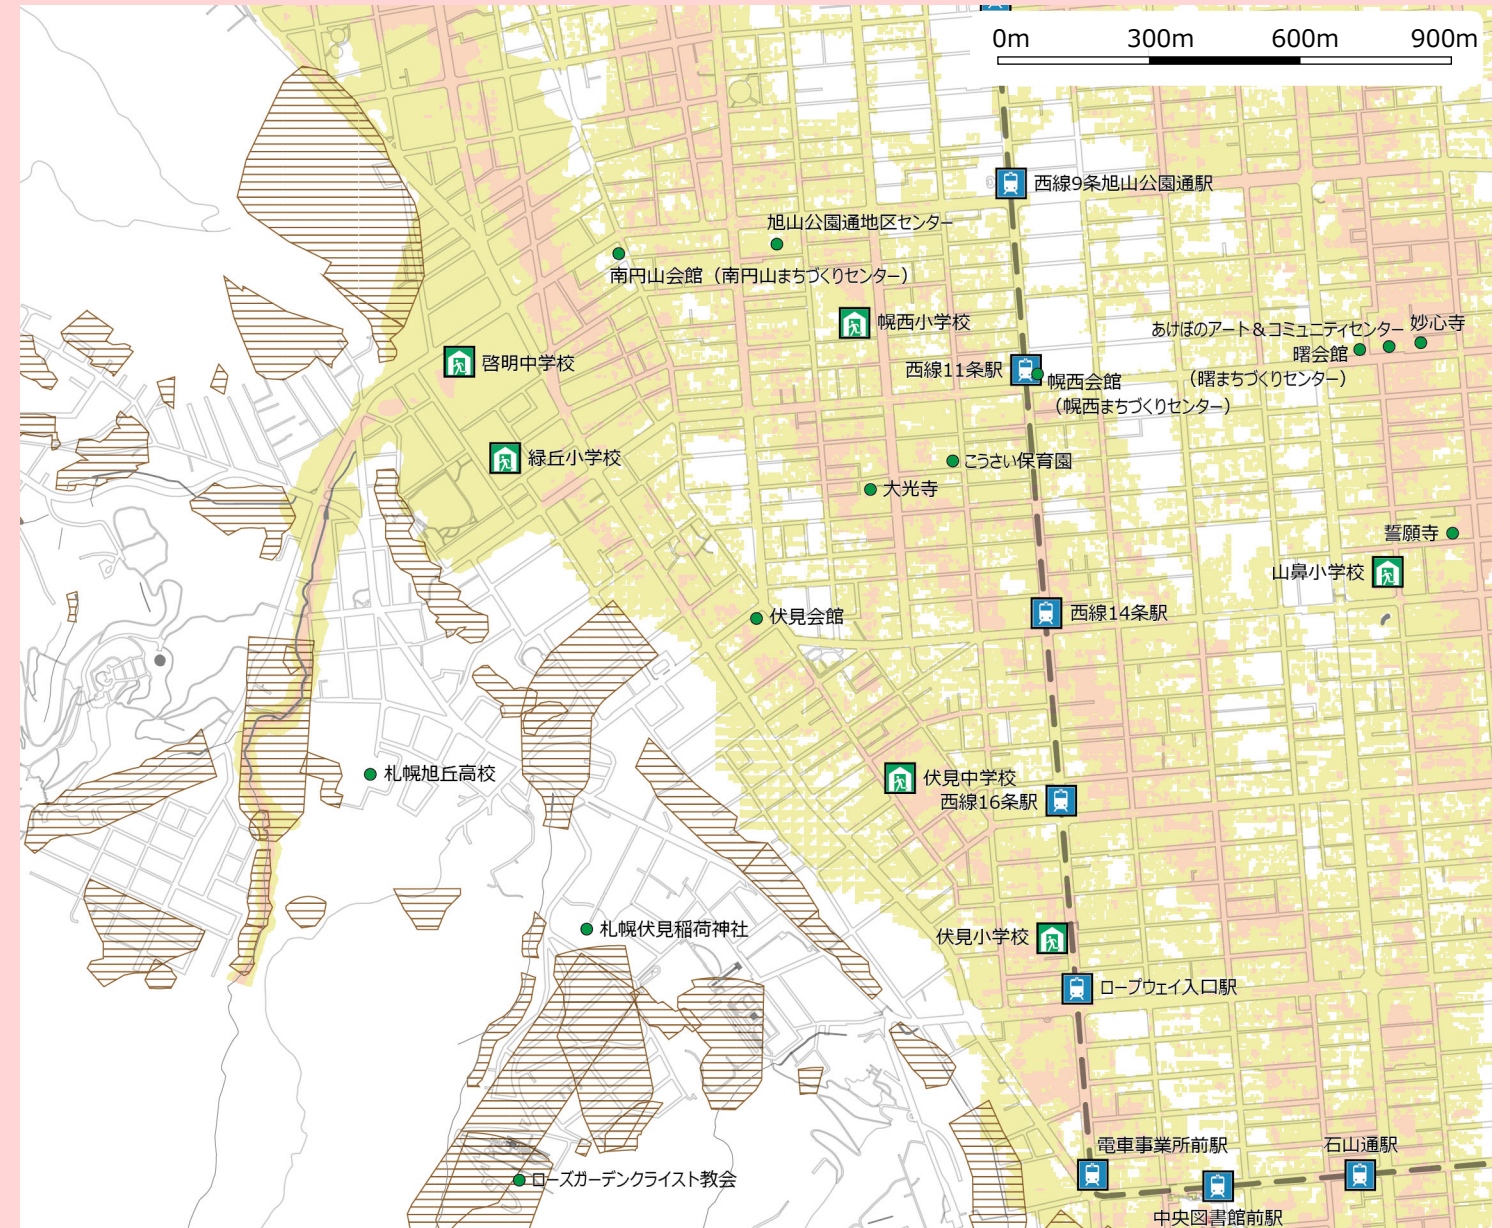 0m 300m 600m 900m
西線9条旭山公園通駅
旭山公園通地区センター
南円山会館（南円山まちづくりセンター）
幌西小学校
あけぼのアート＆コミュニティセンター 妙心寺
曙会館
（曙まちづくりセンター）
啓明中学校
西線11条駅
幌西会館
（幌西まちづくりセンター）
緑丘小学校
こうさい保育園
大光寺
誓願寺
山鼻小学校
伏見会館
西線14条駅
札幌旭丘高校
伏見中学校
西線16条駅
札幌伏見稲荷神社
伏見小学校
ロープウェイ入口駅
電車事業所前駅
石山通駅
ローズガーデンクライスト教会
中央図書館前駅